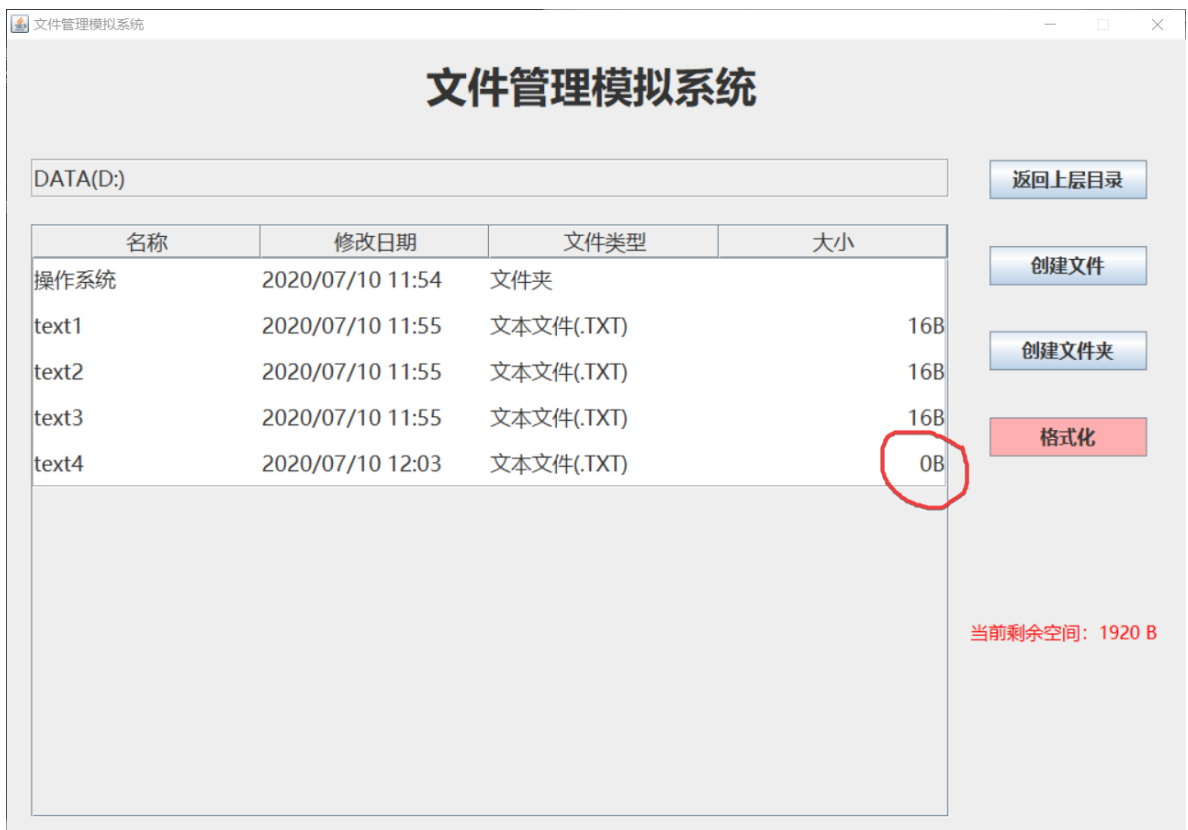 文件管理模拟系统
文件管理模拟系统
DATA(D:)
返回上层目录
名称 修改日期 文件类型 大小
创建文件
操作系统 2020/07/10 11:54 文件夹
text1 2020/07/10 11:55 文本文件(.TXT) 16B
创建文件夹
text2 2020/07/10 11:55 文本文件(.TXT) 16B
text3 2020/07/10 11:55 文本文件(.TXT) 16B
格式化
text4 2020/07/10 12:03 文本文件(.TXT) 0B
当前剩余空间：1920 B